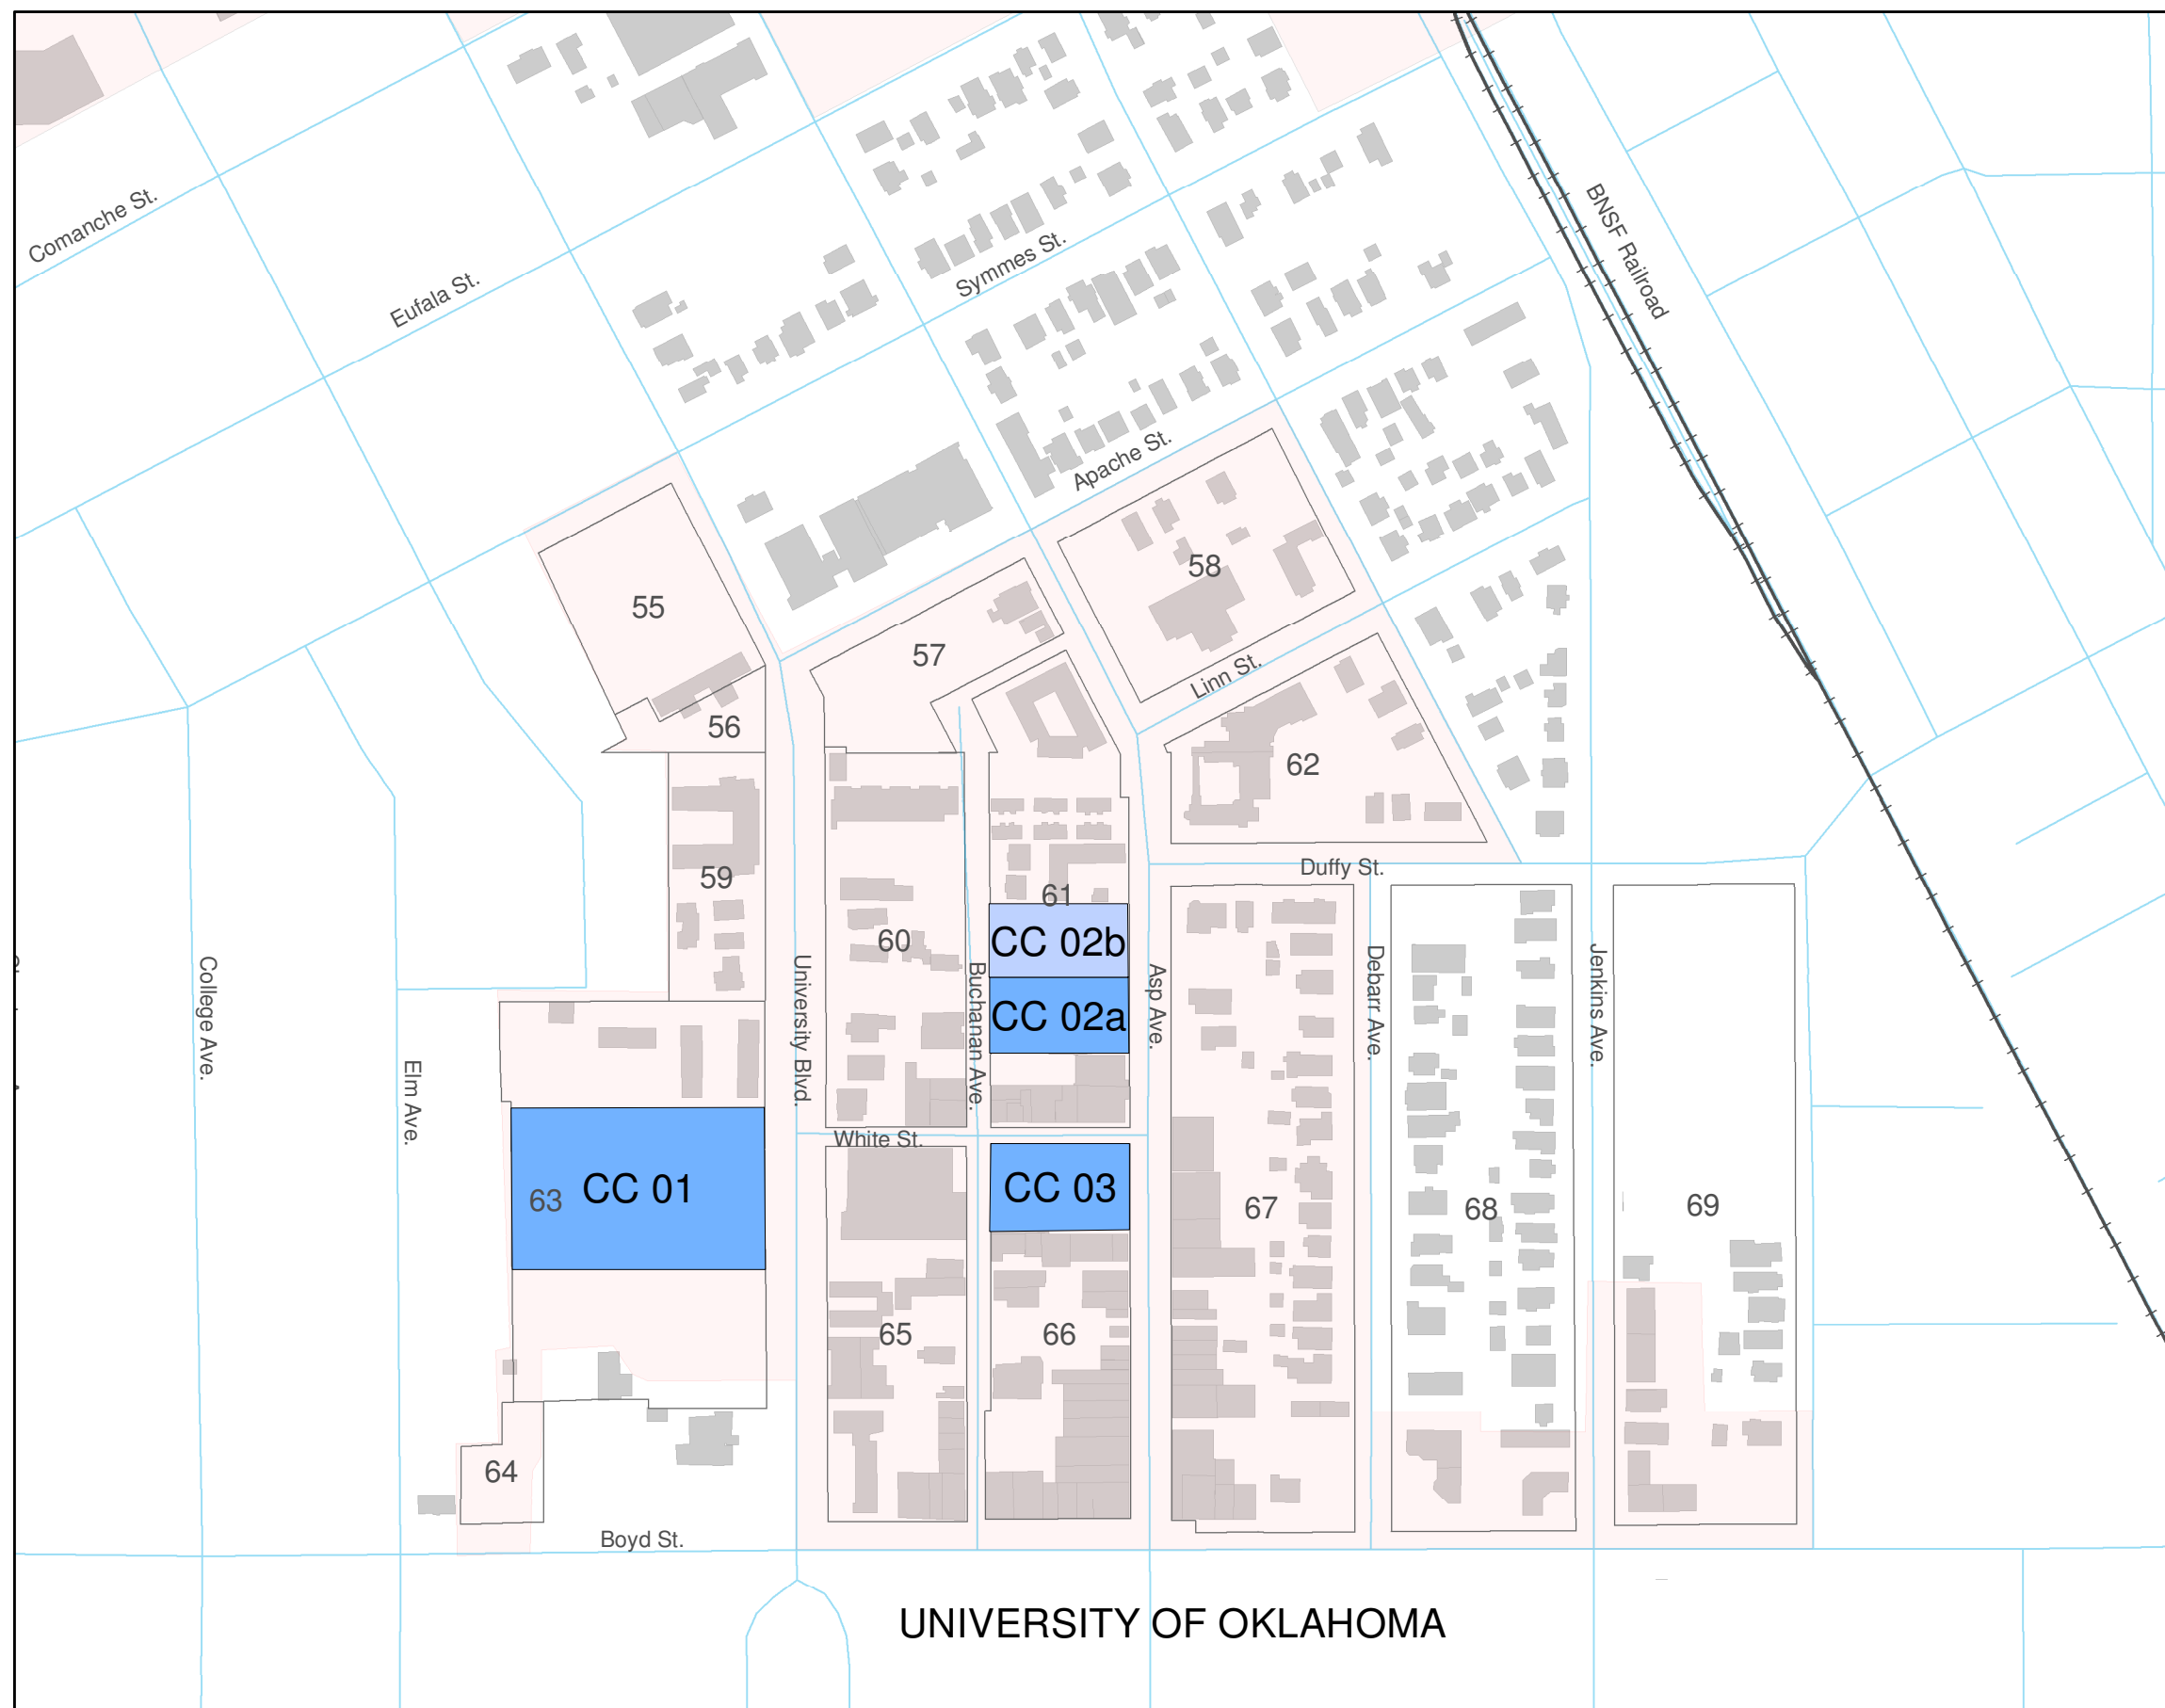 Comanche St.
Eufala St.
Symmes St.
BNSF Railroad
Apache St.
55
58
57
Linn St.
56
62
59
Duffy St.
61
60
CC 02b
CC 02a
College Ave.
Elm Ave.
University Blvd.
Buchanan Ave.
Asp Ave.
Debarr Ave.
Jenkins Ave.
White St.
63
CC 01
CC 03
67
68
69
65
66
64
Boyd St.
UNIVERSITY OF OKLAHOMA